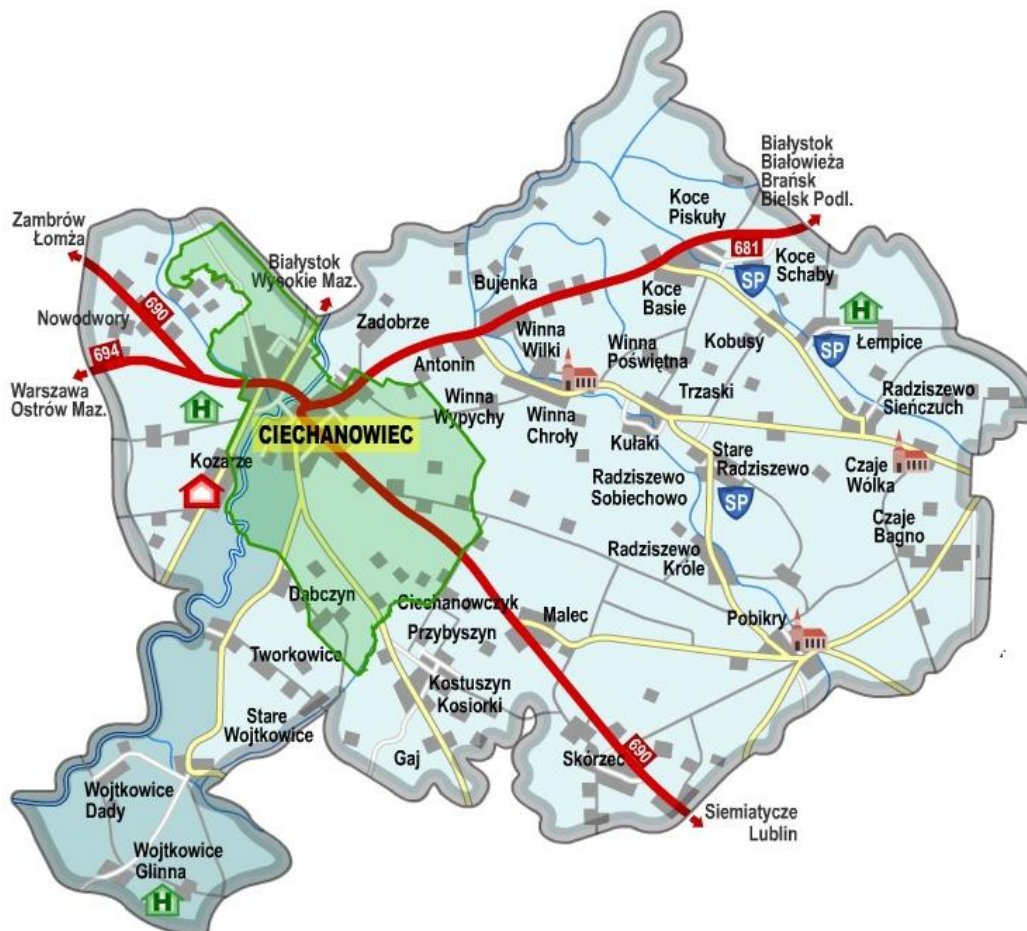 Białystok
Białowieża
Brańsk
Bielsk Podl.
Koce
Piskuły
681
Koce
Schaby
SP
Zambrów
Łomża
Białystok
Wysokie Maz.
Bujenka
Koce
Basie
H
690
Nowodwory
Zadobrze
Winna
Wilki
Winna
Poświętna
Kobusy
SP
Łempice
694
Warszawa
Ostrów Maz.
Antonin
Trzaski
Radziszewo
Sieńczuch
H
Winna
Wypychy
Winna
Chroły
Kułaki
CIECHANOWIEC
Stare
Radziszewo
Czaje
Wólka
Kozarze
Radziszewo
Sobiechowo
SP
Czaje
Bagno
Radziszewo
Króle
Dąbczyn
Ciechanowczyk
Malec
Pobikry
Przybyszyn
Tworkowice
Kostuszyn
Kosiorki
Stare
Wojtkowice
Gaj
Skórzec
690
Wojtkowice
Dady
Siemiatycze
Lublin
Wojtkowice
Glinna
H